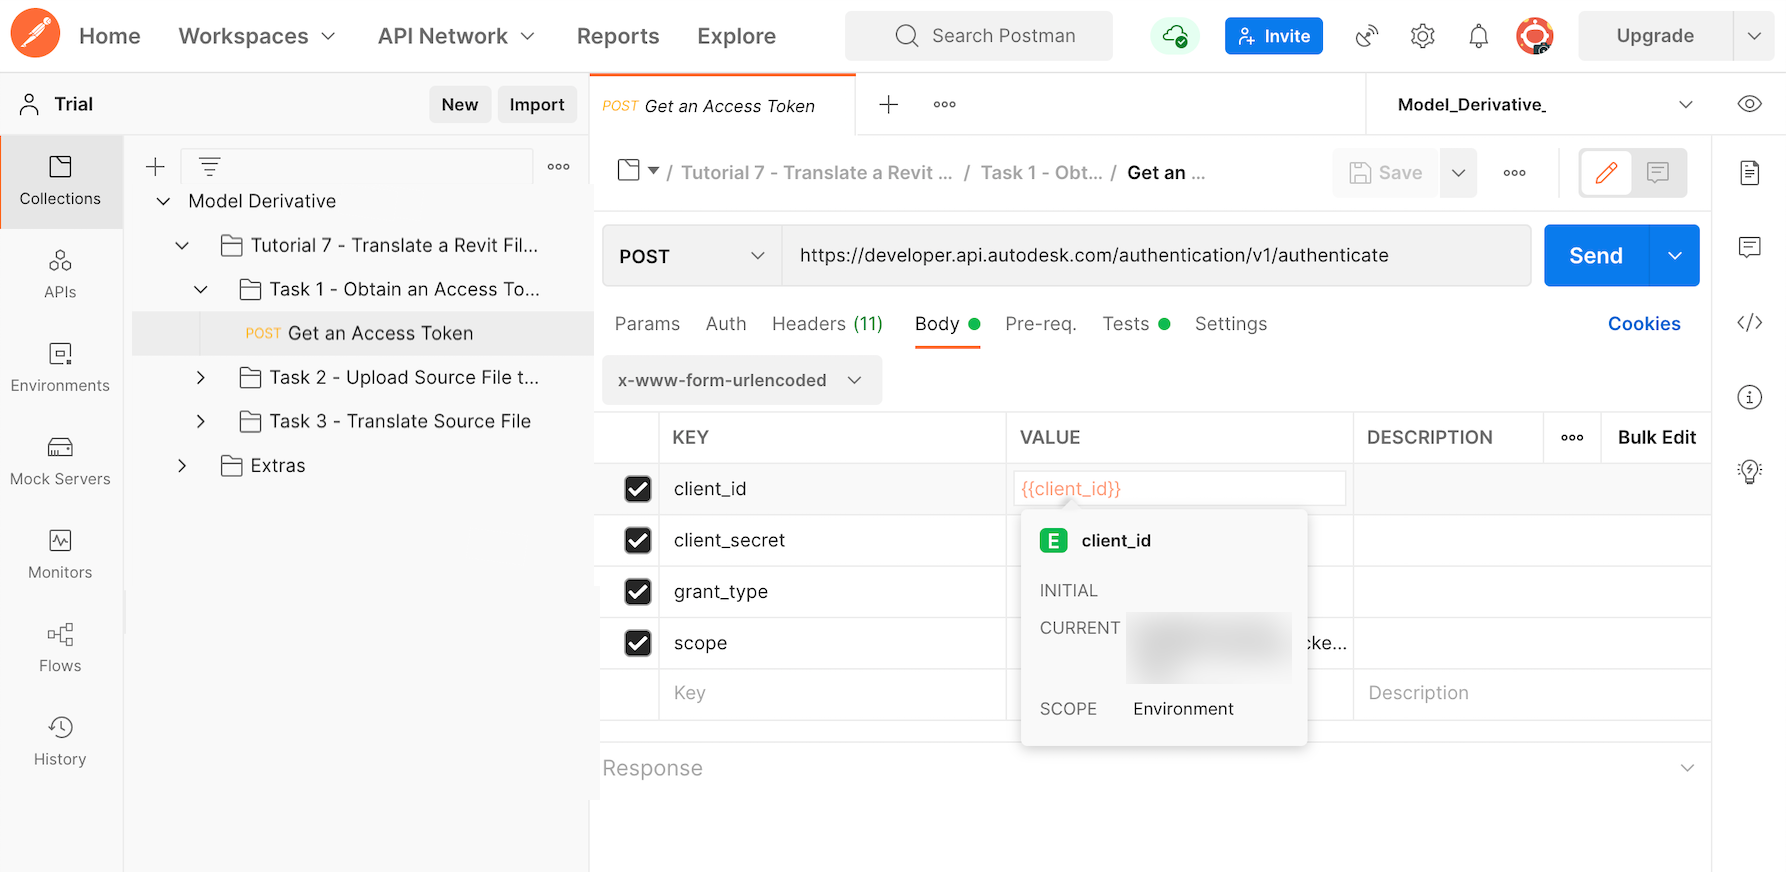 Home Workspaces API Network Reports Explore Search Postman Invite Upgrade
Trial New Import
POST Get an Access Token
Model_Derivative_
Collections
APIs
Environments
Mock Servers
Monitors
Flows
History
Model Derivative
Tutorial 7 - Translate a Revit Fil...
Task 1 - Obtain an Access To...
POST Get an Access Token
Task 2 - Upload Source File t...
Task 3 - Translate Source File
Extras
/ Tutorial 7 - Translate a Revit ... / Task 1 - Obt... / Get an ...
Save
POST https://developer.api.autodesk.com/authentication/v1/authenticate Send
Params Auth Headers (11) Body Pre-req. Tests Settings Cookies
x-www-form-urlencoded
KEY VALUE DESCRIPTION Bulk Edit
client_id {{client_id}}
client_secret
grant_type
scope cke...
Key Description
E client_id
INITIAL
CURRENT
SCOPE Environment
Response